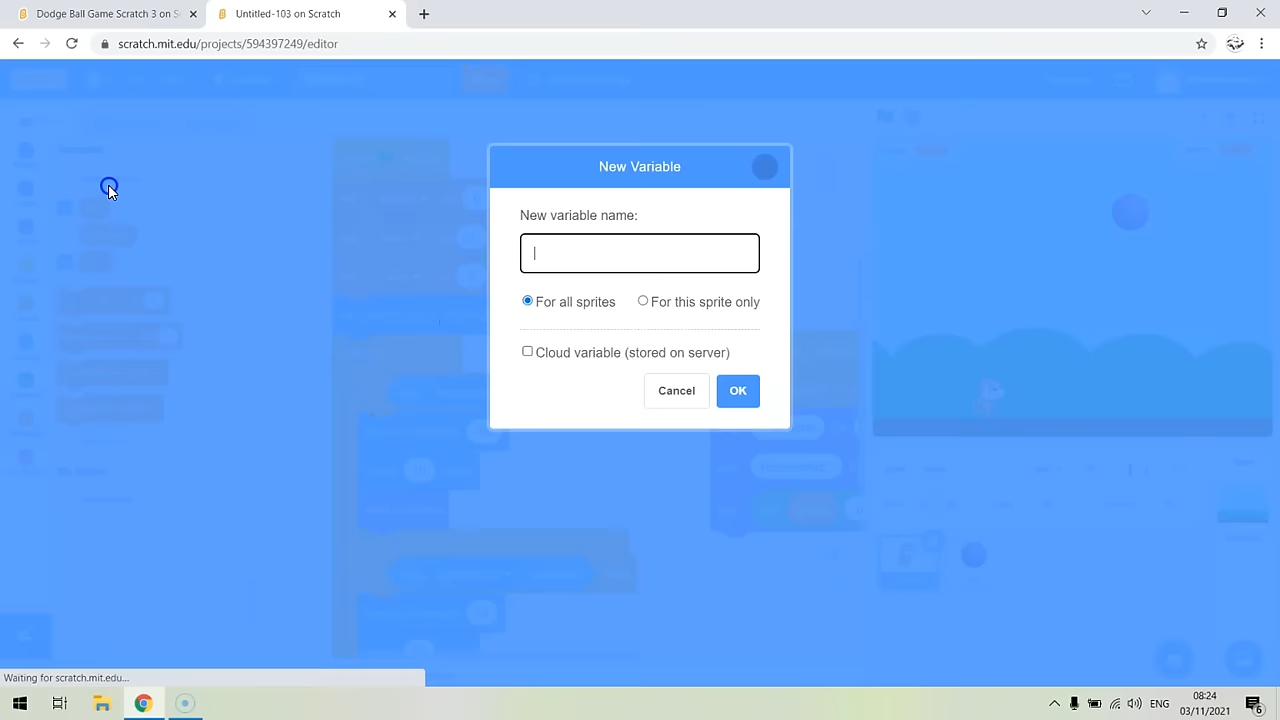 Dodge Ball Game Scratch 3 on S
Untitled-103 on Scratch
scratch.mit.edu/projects/594397249/editor
New Variable
New variable name:
For all sprites
For this sprite only
Cloud variable (stored on server)
Cancel
OK
Waiting for scratch.mit.edu...
ENG
08:24
03/11/2021
6